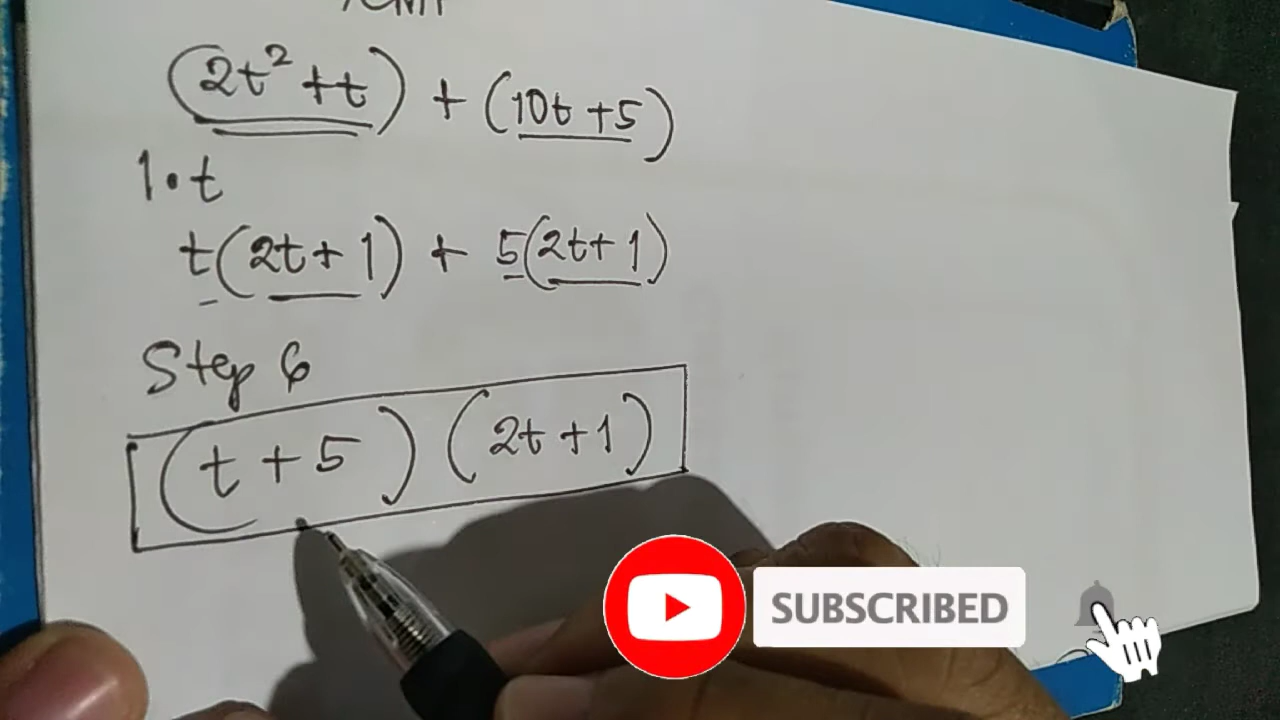 (2t² + t) + (10t + 5)
1 • t
t(2t + 1) + 5(2t + 1)
Step 6
(t + 5) (2t + 1)
SUBSCRIBED